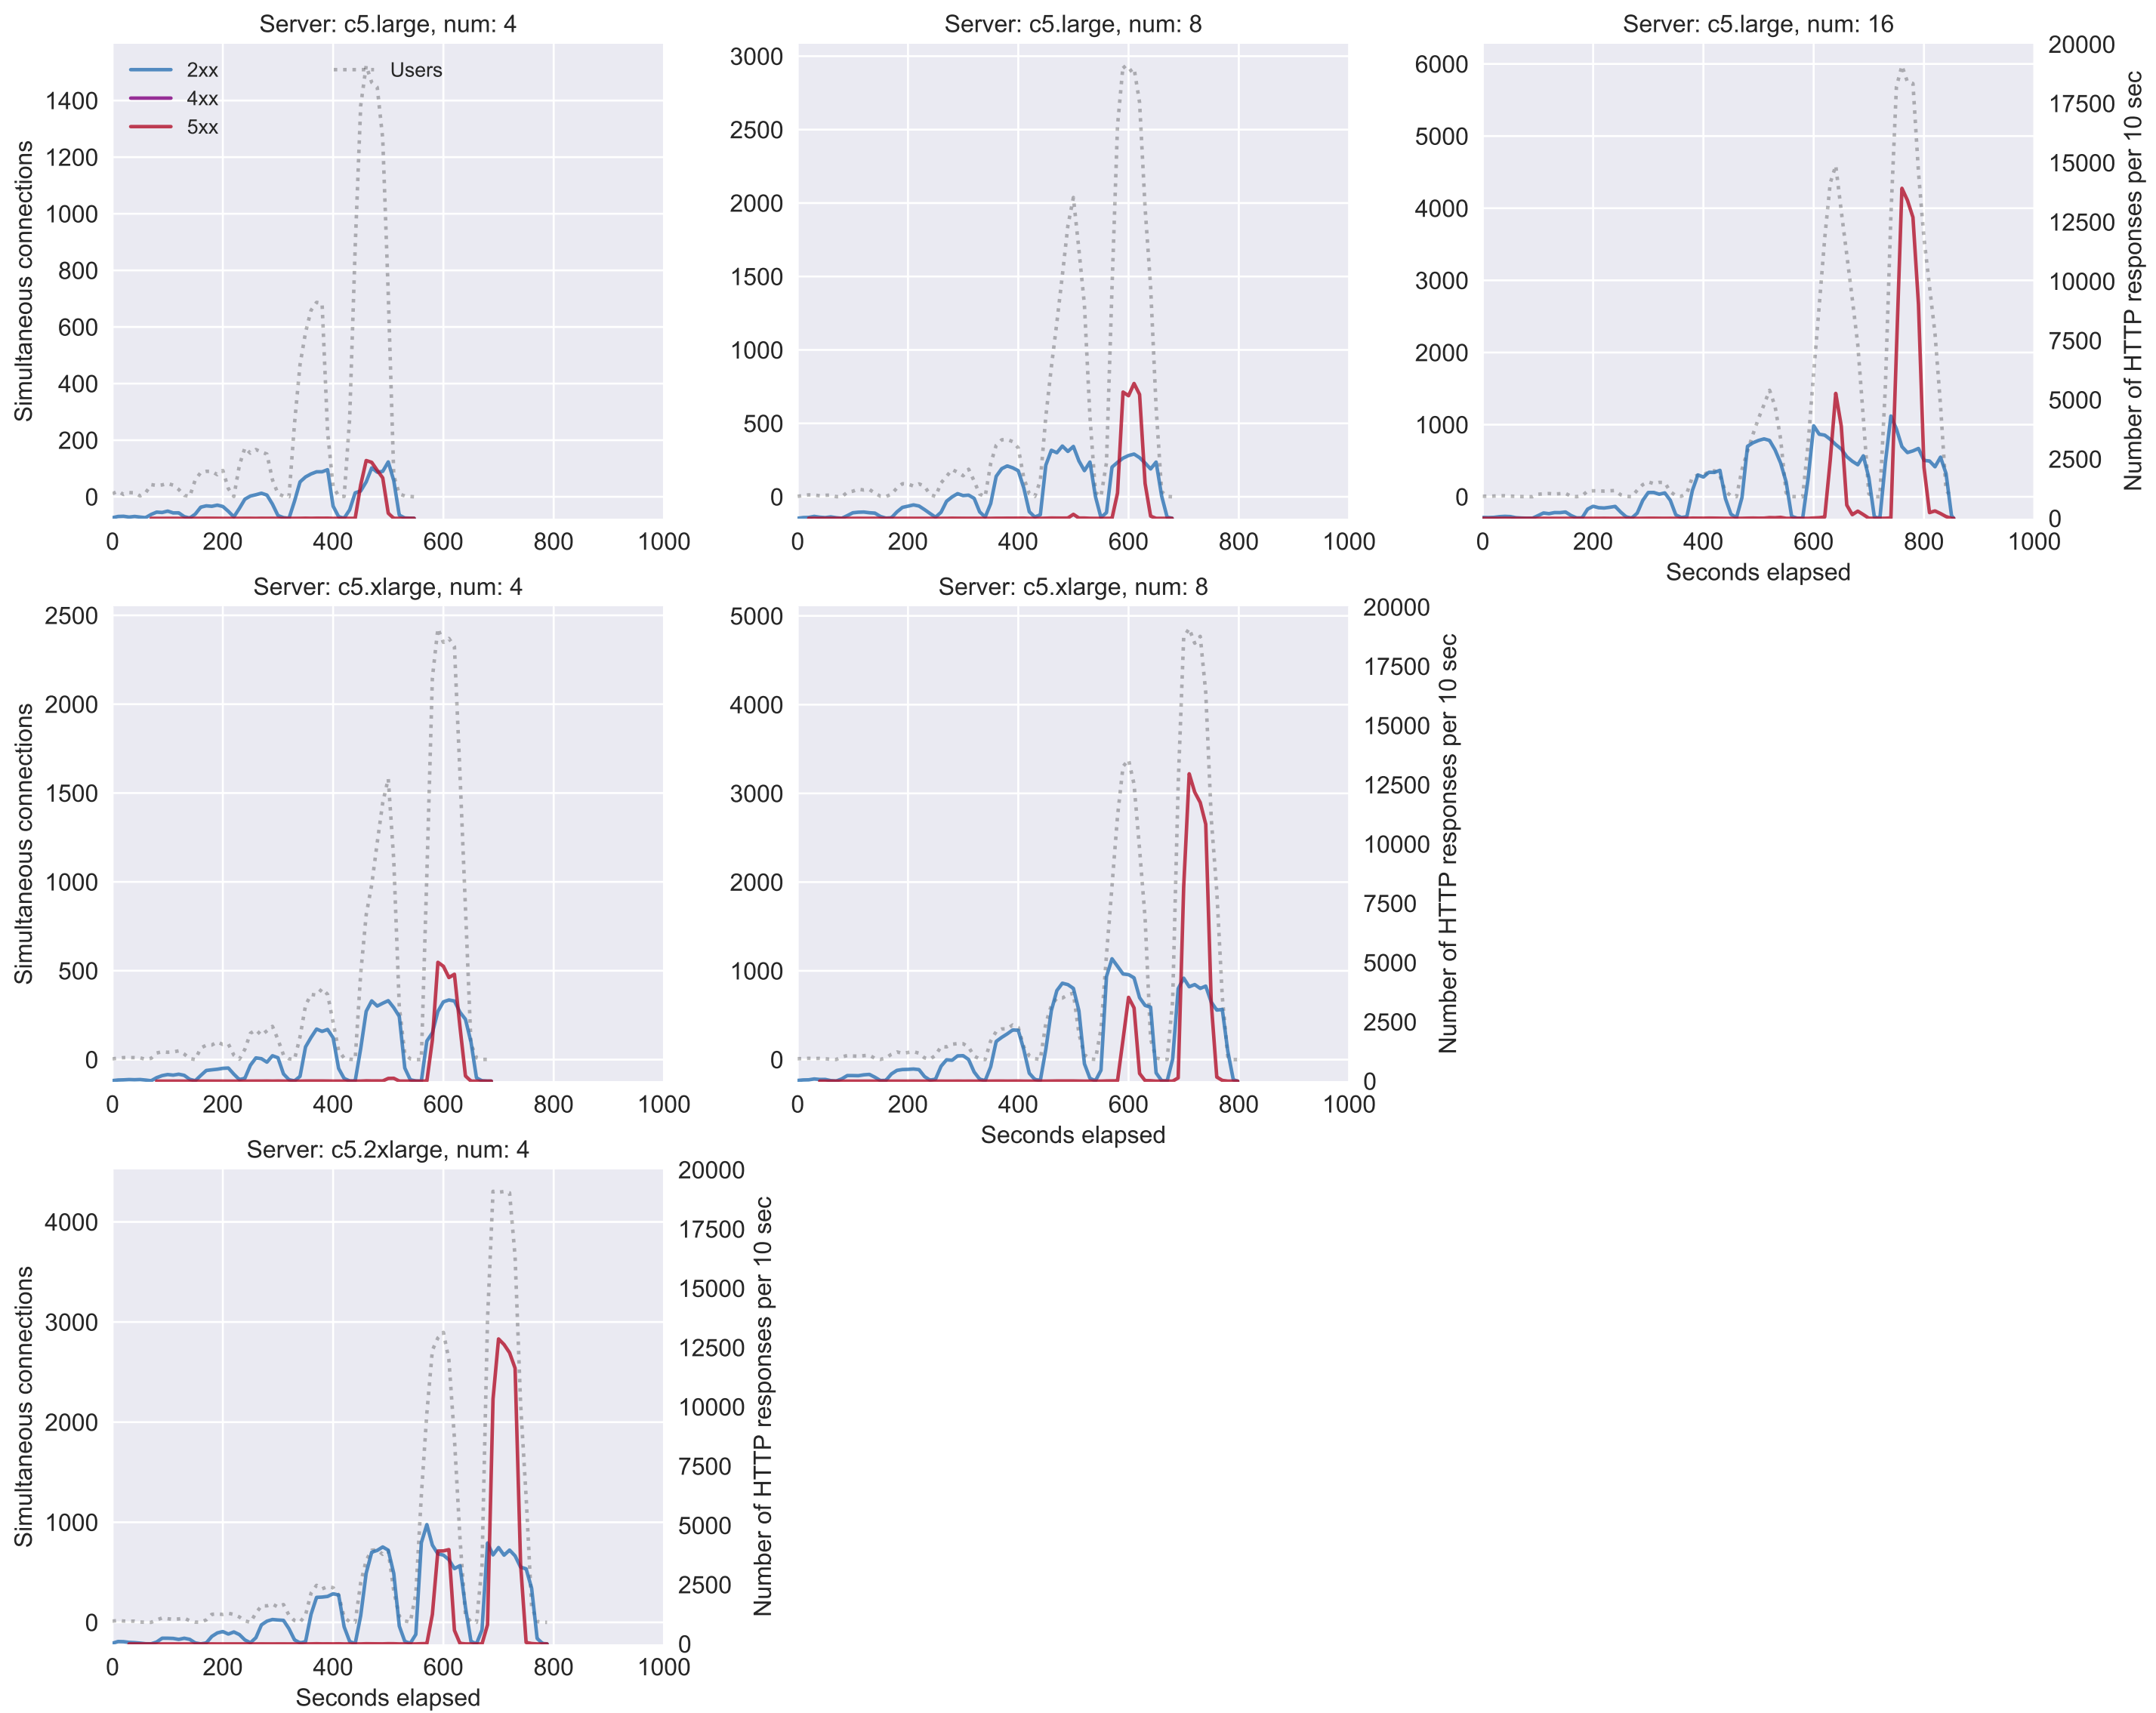 Server: c5.large, num: 4
Simultaneous connections
1400
1200
1000
800
600
400
200
0
2xx
4xx
5xx
Users
0 200 400 600 800 1000
Server: c5.large, num: 8
3000
2500
2000
1500
1000
500
0
0 200 400 600 800 1000
Server: c5.large, num: 16
6000
5000
4000
3000
2000
1000
0
20000
17500
15000
12500
10000
7500
5000
2500
0
Number of HTTP responses per 10 sec
0 200 400 600 800 1000
Seconds elapsed
Server: c5.xlarge, num: 4
Simultaneous connections
2500
2000
1500
1000
500
0
0 200 400 600 800 1000
Server: c5.xlarge, num: 8
5000
4000
3000
2000
1000
0
20000
17500
15000
12500
10000
7500
5000
2500
0
Number of HTTP responses per 10 sec
0 200 400 600 800 1000
Seconds elapsed
Server: c5.2xlarge, num: 4
Simultaneous connections
4000
3000
2000
1000
0
20000
17500
15000
12500
10000
7500
5000
2500
0
Number of HTTP responses per 10 sec
0 200 400 600 800 1000
Seconds elapsed